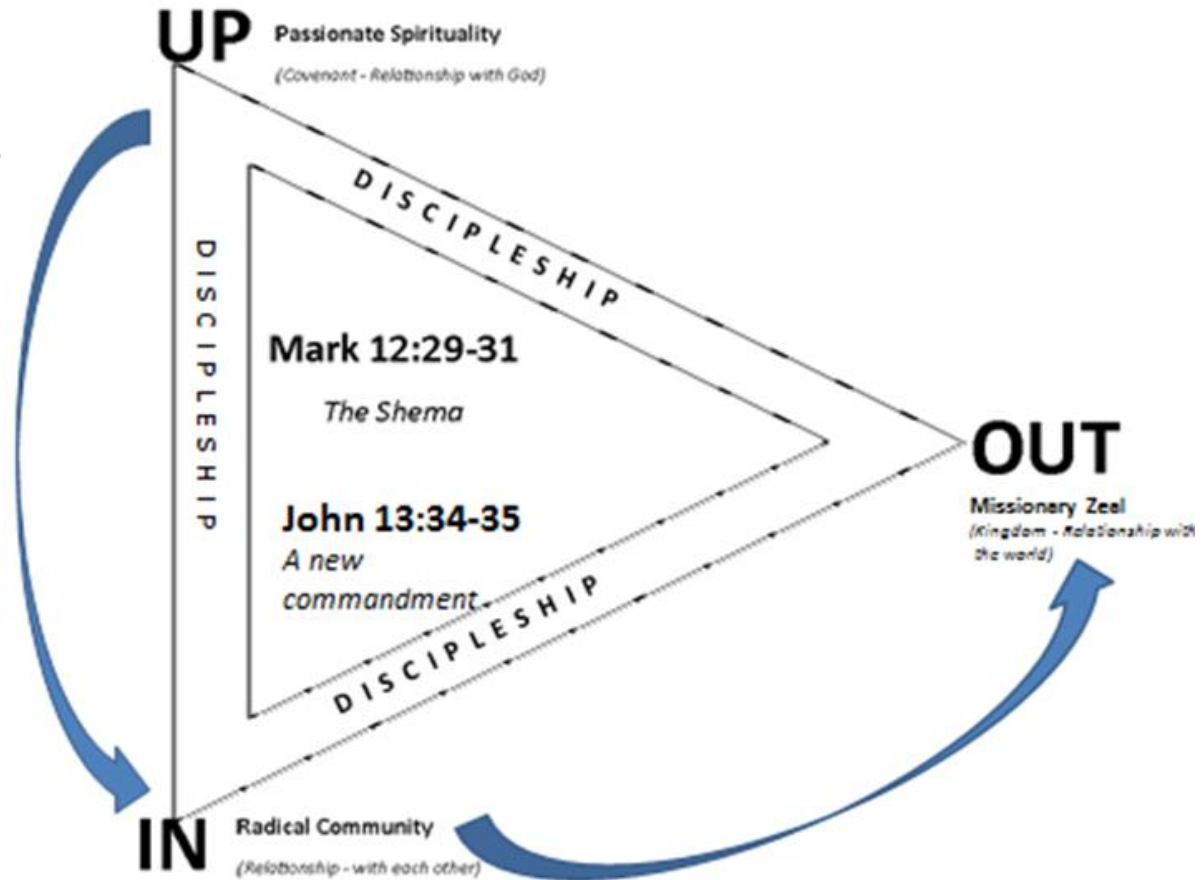 UP
Passionate Spirituality
(Covenant - Relationship with God)
DISCIPLESHIP
DISCIPLESHIP
Mark 12:29-31
The Shema
John 13:34-35
A new
commandment
DISCIPLESHIP
OUT
Missionary Zeal
(Kingdom - Relationship with
the world)
IN
Radical Community
(Relationship - with each other)